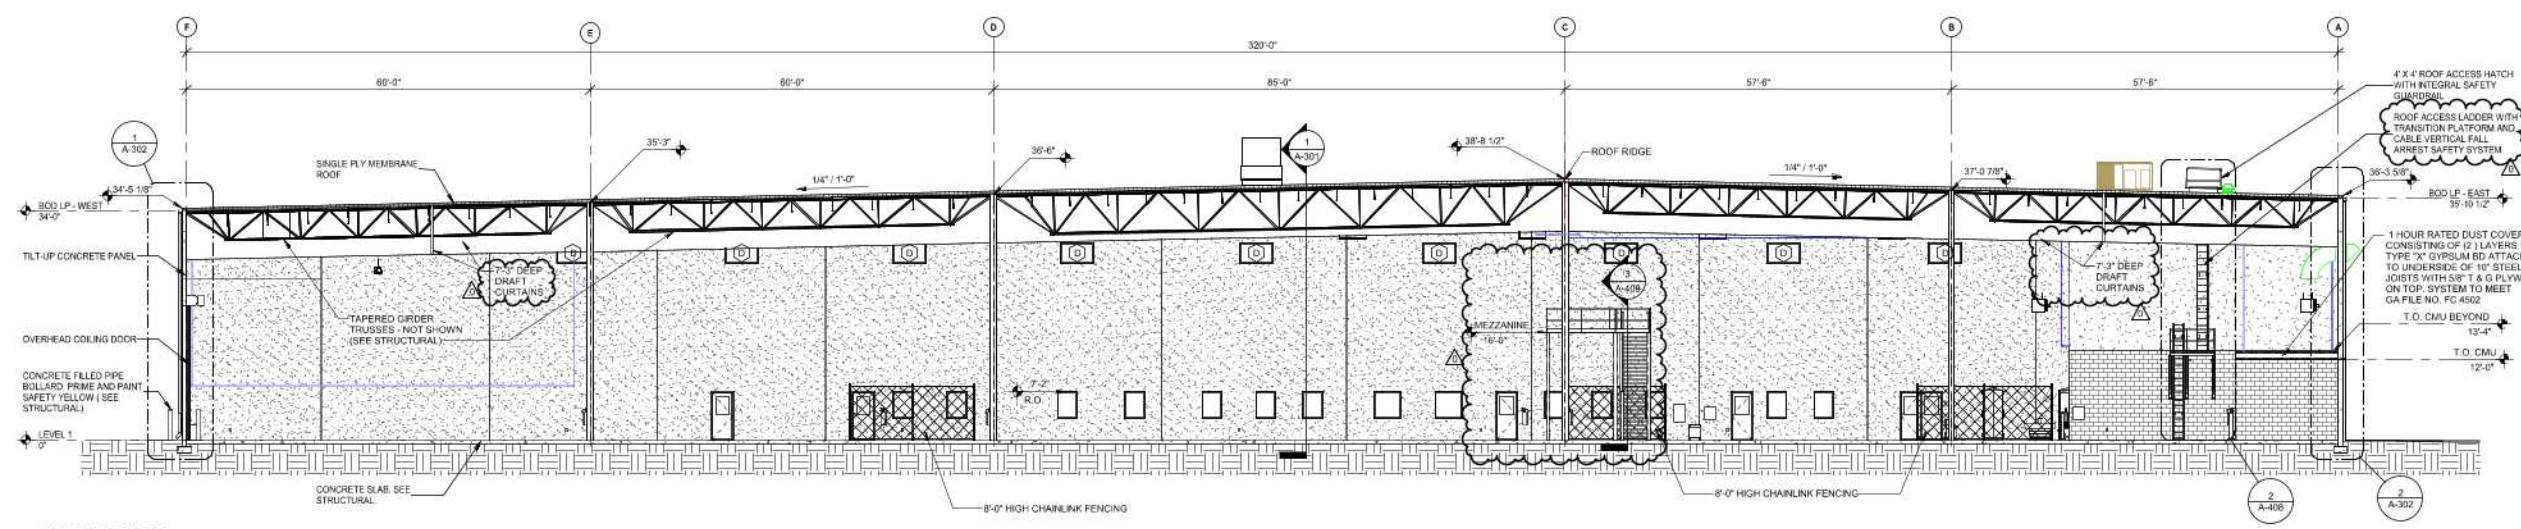 F
E
D
C
B
A
320'-0"
60'-0"
60'-0"
85'-0"
57'-6"
57'-6"
4' X 4' ROOF ACCESS HATCH
WITH INTEGRAL SAFETY
GUARDRAIL
ROOF ACCESS LADDER WITH
TRANSITION PLATFORM AND
CABLE VERTICAL FALL
ARREST SAFETY SYSTEM
1
A-302
SINGLE PLY MEMBRANE
ROOF
35'-3"
36'-6"
1
A-301
38'-8 1/2"
ROOF RIDGE
1/4" / 1'-0"
1/4" / 1'-0"
37'-0 7/8"
36'-3 5/8"
34'-5 1/8"
BOD LP - WEST
34'-0"
BOD LP - EAST
35'-10 1/2"
TILT-UP CONCRETE PANEL
7'-3" DEEP
DRAFT
CURTAINS
D
D
D
D
D
D
D
D
D
3
A-409
7'-3" DEEP
DRAFT
CURTAINS
1 HOUR RATED DUST COVER
CONSISTING OF (2 ) LAYERS
TYPE "X" GYPSUM BD ATTAC
TO UNDERSIDE OF 10" STEEL
JOISTS WITH 5/8" T & G PLYW
ON TOP. SYSTEM TO MEET
GA FILE NO. FC 4502
TAPERED GIRDER
TRUSSES - NOT SHOWN
(SEE STRUCTURAL)
MEZZANINE
16'-0"
T.O. CMU BEYOND
13'-4"
OVERHEAD COILING DOOR
T.O. CMU
12'-0"
CONCRETE FILLED PIPE
BOLLARD. PRIME AND PAINT
SAFETY YELLOW ( SEE
STRUCTURAL)
7'-2"
R.O.
LEVEL 1
0"
CONCRETE SLAB. SEE
STRUCTURAL
8'-0" HIGH CHAINLINK FENCING
8'-0" HIGH CHAINLINK FENCING
2
A-408
2
A-302